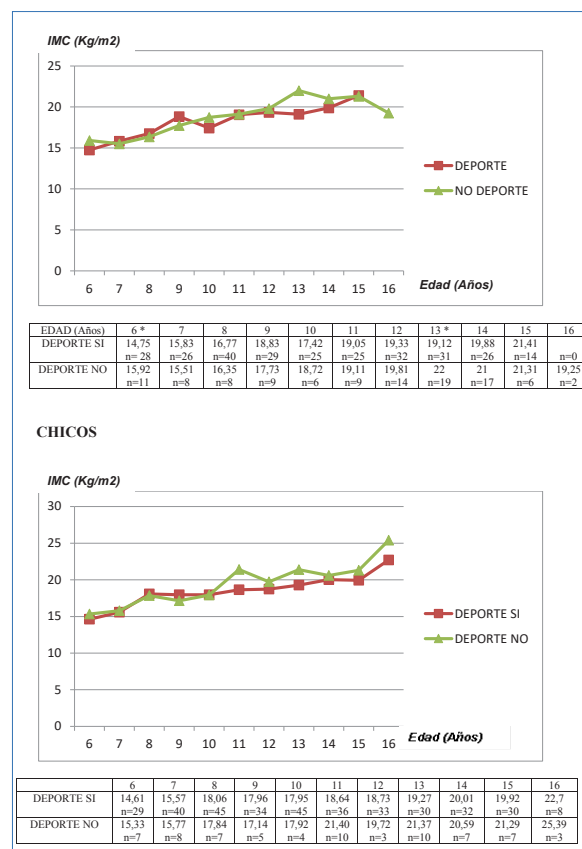 IMC (Kg/m2)
25
20
15
10
5
0
6 7 8 9 10 11 12 13 14 15 16
Edad (Años)
DEPORTE
NO DEPORTE
EDAD (Años) 6 * 7 8 9 10 11 12 13 * 14 15 16
DEPORTE SI 14,75 15,83 16,77 18,83 17,42 19,05 19,33 19,12 19,88 21,41
n= 28 n=26 n=40 n=29 n=25 n=25 n=32 n=31 n=26 n=14 n=0
DEPORTE NO 15,92 15,51 16,35 17,73 18,72 19,11 19,81 22 21 21,31 19,25
n=11 n=8 n=8 n=9 n=6 n=9 n=14 n=19 n=17 n=6 n=2
CHICOS
IMC (Kg/m2)
30
25
20
15
10
5
0
6 7 8 9 10 11 12 13 14 15 16
Edad (Años)
DEPORTE SI
DEPORTE NO
6 7 8 9 10 11 12 13 14 15 16
DEPORTE SI 14,61 15,57 18,06 17,96 17,95 18,64 18,73 19,27 20,01 19,92 22,7
n=29 n=40 n=45 n=34 n=45 n=36 n=33 n=30 n=32 n=30 n=8
DEPORTE NO 15,33 15,77 17,84 17,14 17,92 21,40 19,72 21,37 20,59 21,29 25,39
n=7 n=8 n=7 n=5 n=4 n=10 n=3 n=10 n=7 n=7 n=3